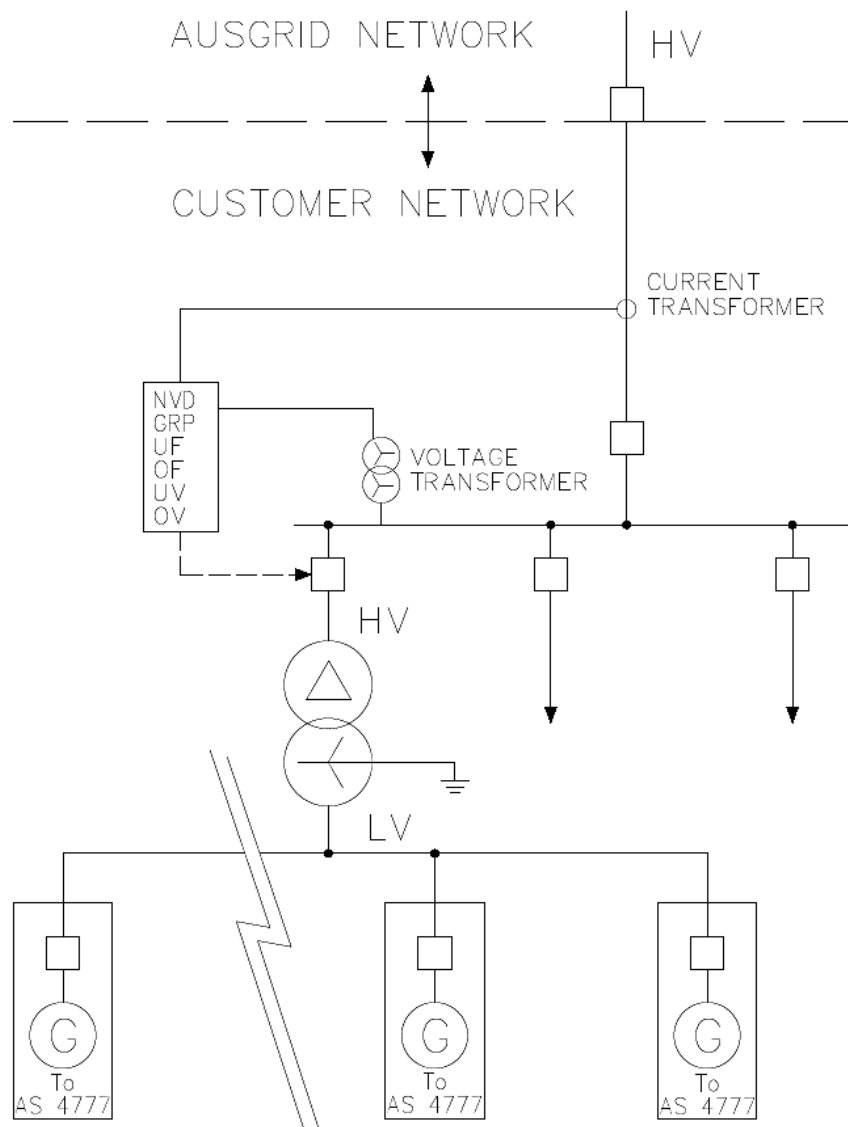 AUSGRID NETWORK
HV
CUSTOMER NETWORK
CURRENT
TRANSFORMER
NVD
GRP
UF
OF
UV
OV
VOLTAGE
TRANSFORMER
HV
LV
G
To
AS 4777
G
To
AS 4777
G
To
AS 4777